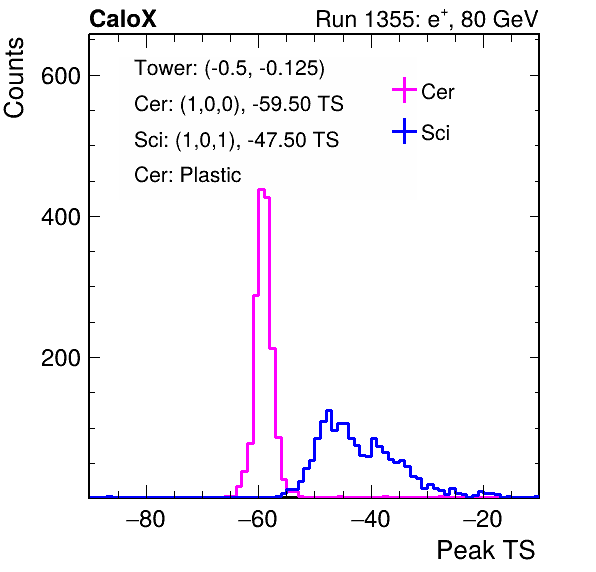 CaloX Run 1355: e+, 80 GeV
Counts
Tower: (-0.5, -0.125)
Cer: (1,0,0), -59.50 TS
Sci: (1,0,1), -47.50 TS
Cer: Plastic
Cer
Sci
600
400
200
−80 −60 −40 −20
Peak TS